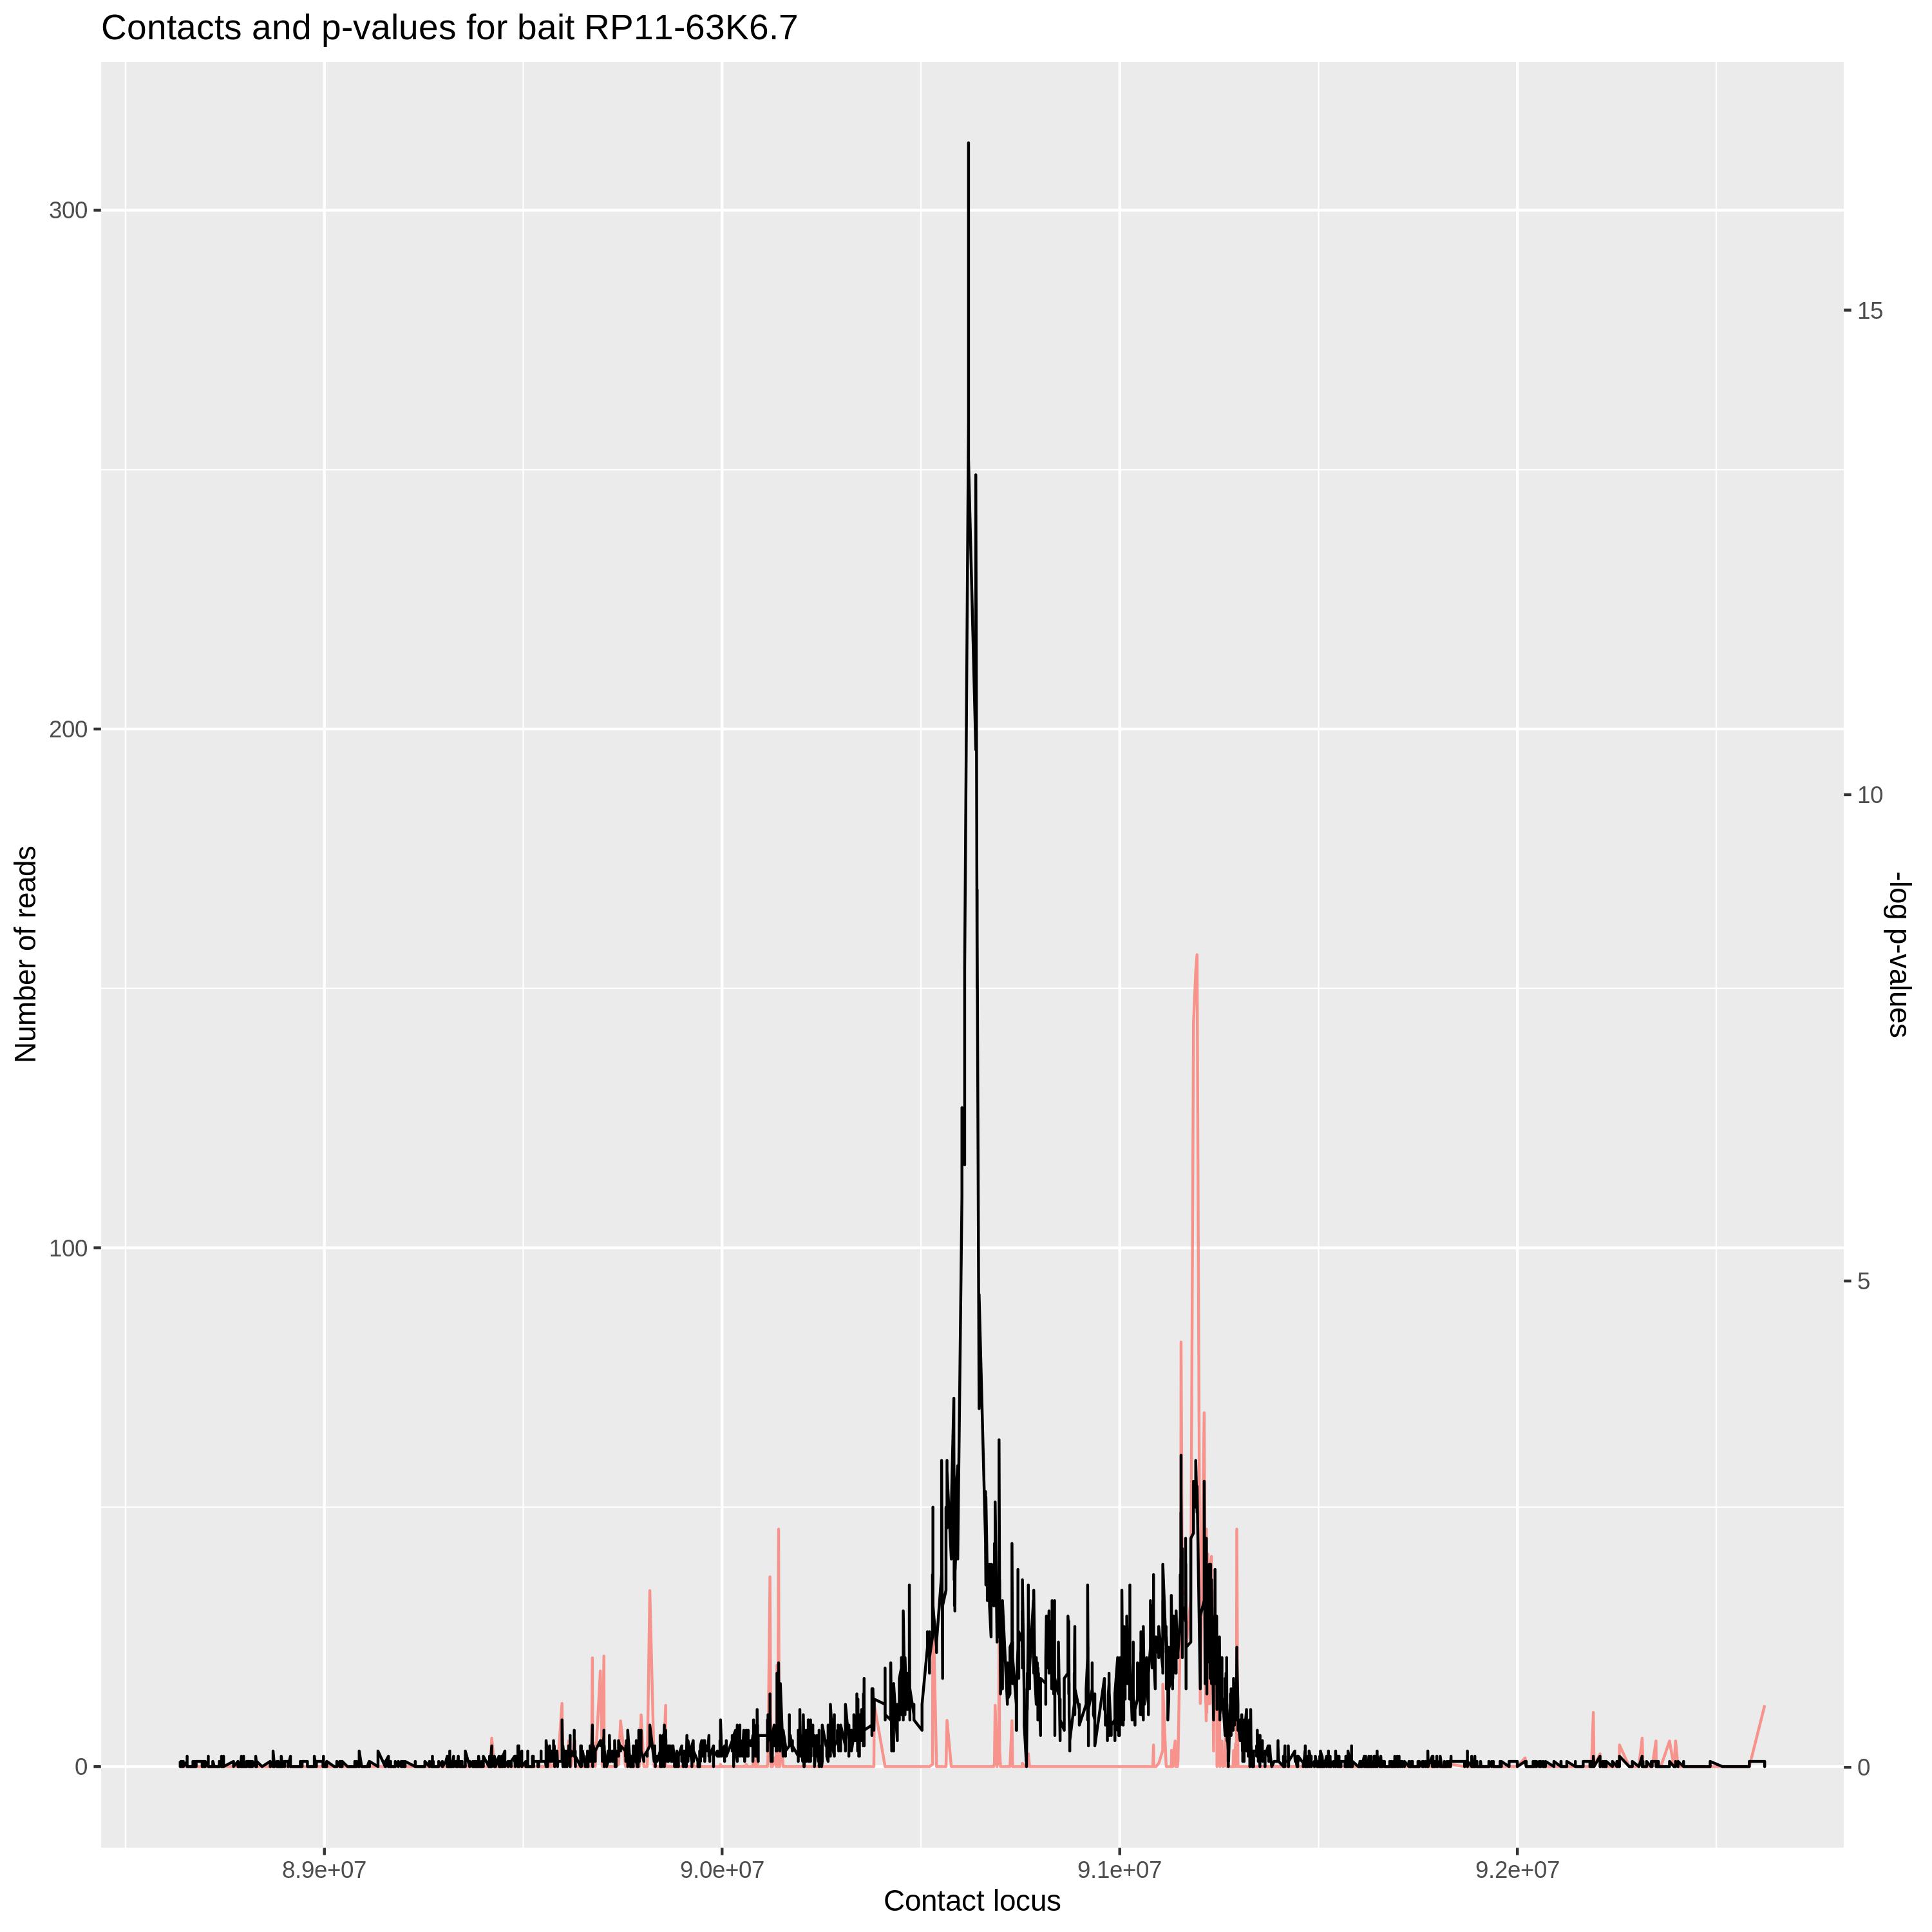 Contacts and p-values for bait RP11-63K6.7
300
200
100
0
Number of reads
15
10
5
0
-log p-values
8.9e+07
9.0e+07
9.1e+07
9.2e+07
Contact locus